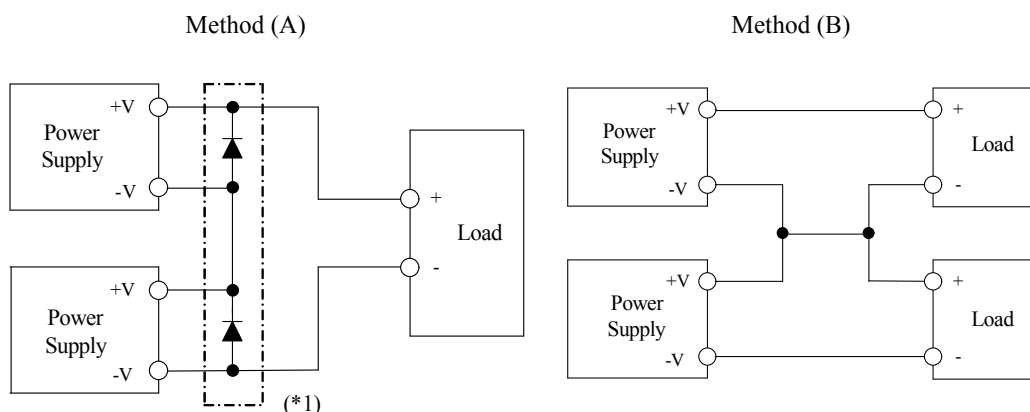 Method (A)
Method (B)
+V
Power
Supply
-V
+V
Power
Supply
-V
+
Load
-
(*1)
+V
Power
Supply
-V
+V
Power
Supply
-V
+
Load
-
+
Load
-